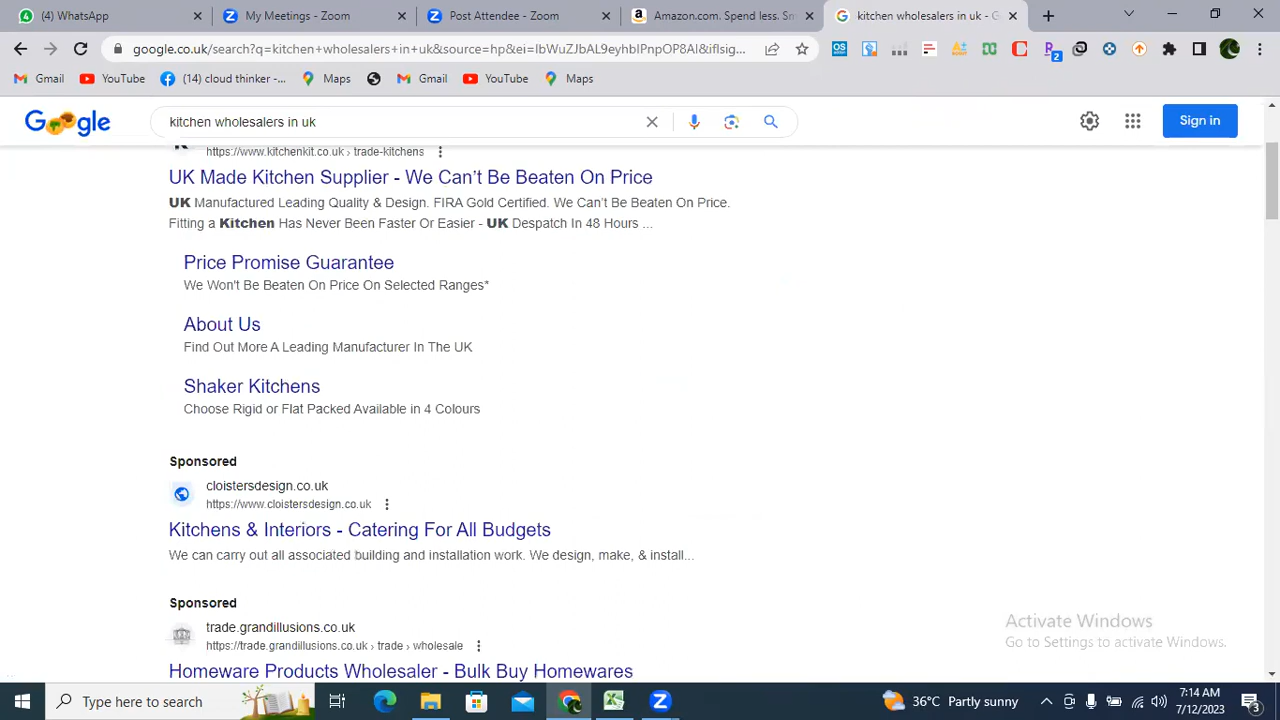 (4) WhatsApp
My Meetings - Zoom
Post Attendee - Zoom
Amazon.com. Spend less. Sm
kitchen wholesalers in uk - G
google.co.uk/search?q=kitchen+wholesalers+in+uk&source=hp&ei=IbWuZJbAL9eyhbIPnpOP8AI&iflsig...
2
Gmail
YouTube
(14) cloud thinker -...
Maps
Gmail
YouTube
Maps
Google
kitchen wholesalers in uk
Sign in
https://www.kitchenkit.co.uk › trade-kitchens
UK Made Kitchen Supplier - We Can't Be Beaten On Price
UK Manufactured Leading Quality & Design. FIRA Gold Certified. We Can't Be Beaten On Price.
Fitting a Kitchen Has Never Been Faster Or Easier - UK Despatch In 48 Hours ...
Price Promise Guarantee
We Won't Be Beaten On Price On Selected Ranges*
About Us
Find Out More A Leading Manufacturer In The UK
Shaker Kitchens
Choose Rigid or Flat Packed Available in 4 Colours
Sponsored
cloistersdesign.co.uk
https://www.cloistersdesign.co.uk
Kitchens & Interiors - Catering For All Budgets
We can carry out all associated building and installation work. We design, make, & install...
Sponsored
trade.grandillusions.co.uk
https://trade.grandillusions.co.uk › trade › wholesale
Homeware Products Wholesaler - Bulk Buy Homewares
Activate Windows
Go to Settings to activate Windows.
Type here to search
36°C Partly sunny
7:14 AM
7/12/2023
3